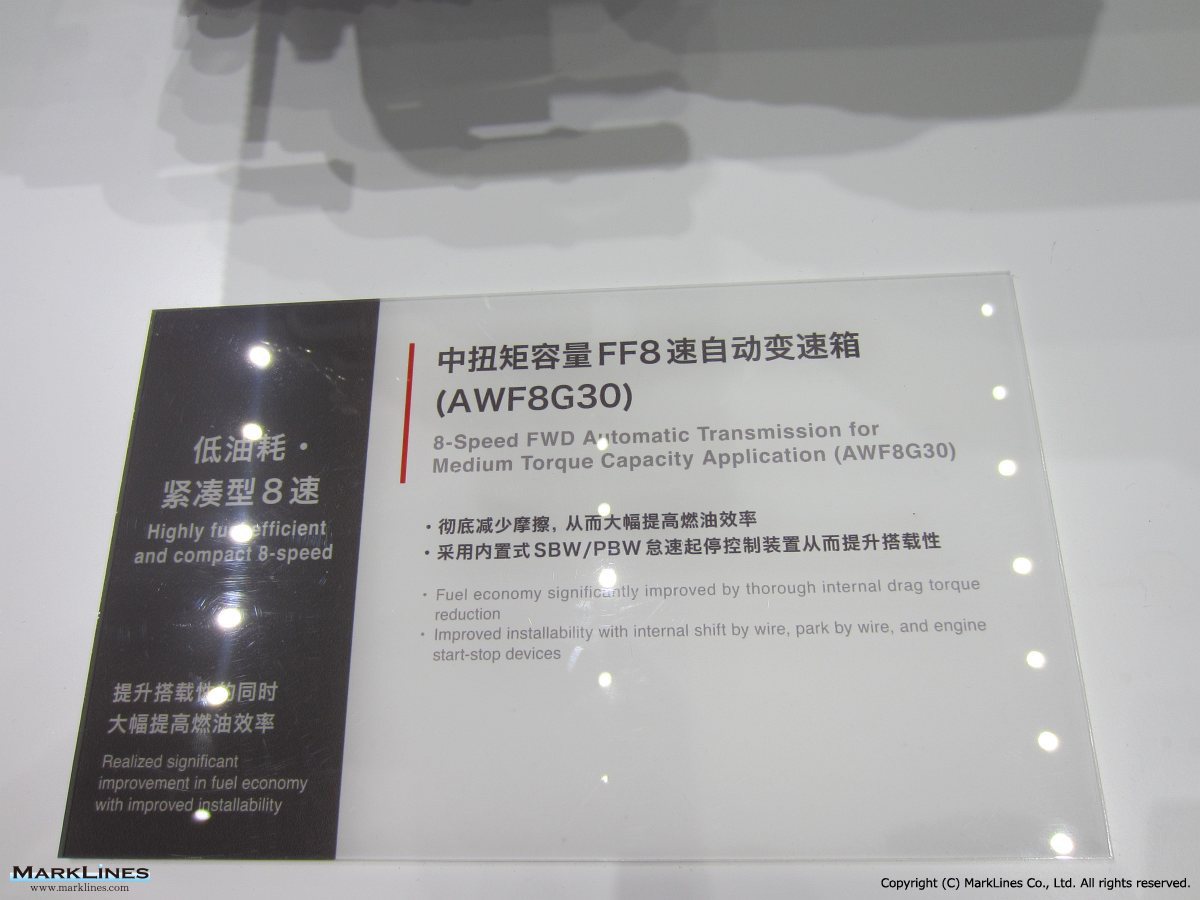 低油耗・
紧凑型8速
Highly fuel efficient
and compact 8-speed
提升搭载性的同时
大幅提高燃油效率
Realized significant
improvement in fuel economy
with improved installability
中扭矩容量FF8速自动变速箱
(AWF8G30)
8-Speed FWD Automatic Transmission for
Medium Torque Capacity Application (AWF8G30)
・彻底减少摩擦, 从而大幅提高燃油效率
・采用内置式SBW/PBW怠速起停控制装置从而提升搭载性
・Fuel economy significantly improved by thorough internal drag torque
reduction
・Improved installability with internal shift by wire, park by wire, and engine
start-stop devices
MARKLINES
www.marklines.com
Copyright (C) MarkLines Co., Ltd. All rights reserved.